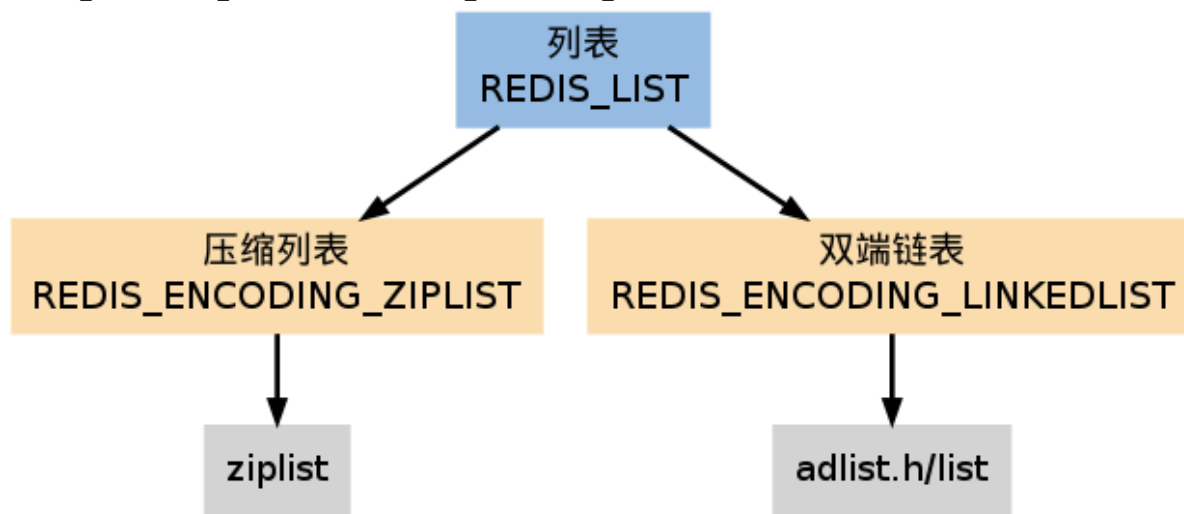 列表
REDIS_LIST
压缩列表
REDIS_ENCODING_ZIPLIST
双端链表
REDIS_ENCODING_LINKEDLIST
ziplist
adlist.h/list